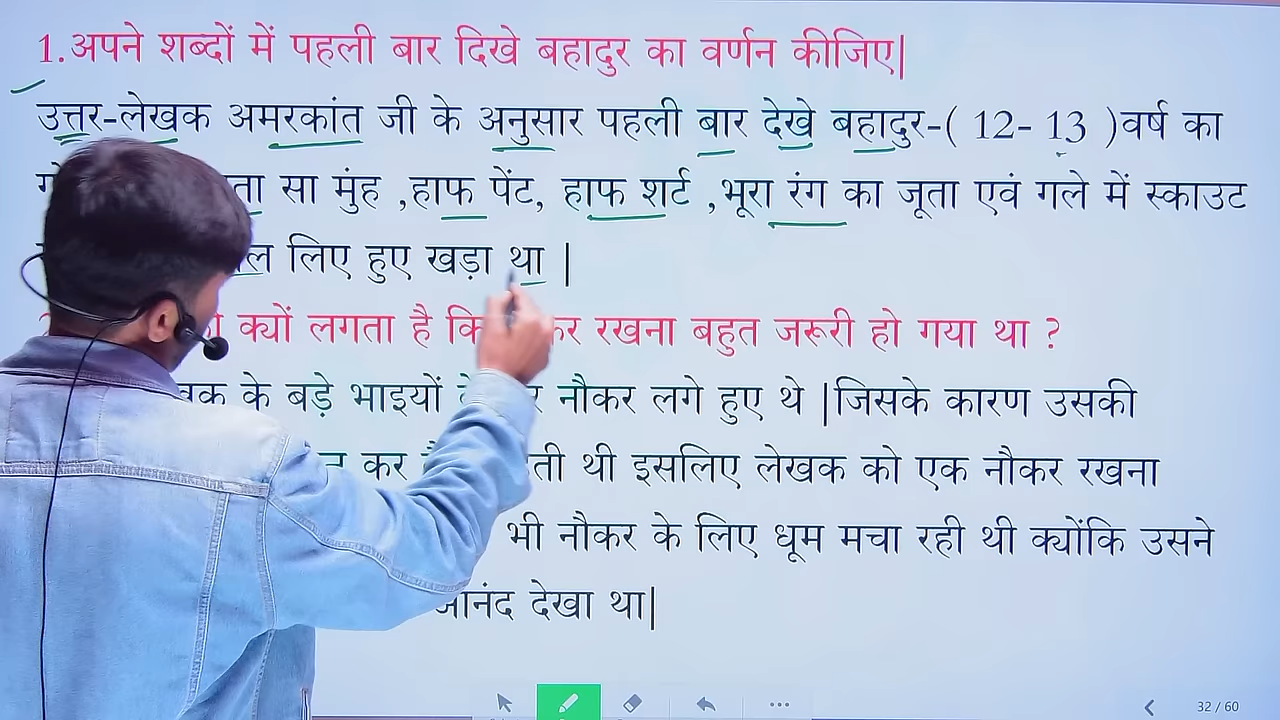 1.अपने शब्दों में पहली बार दिखे बहादुर का वर्णन कीजिए|
उत्तर-लेखक अमरकांत जी के अनुसार पहली बार देखे बहादुर-( 12- 13 )वर्ष का
सा मुंह ,हाफ पेंट, हाफ शर्ट ,भूरा रंग का जूता एवं गले में स्काउट
लिए हुए खड़ा था |
क्यों लगता है रखना बहुत जरूरी हो गया था ?
के बड़े भाइयों नौकर लगे हुए थे |जिसके कारण उसकी
कर थी इसलिए लेखक को एक नौकर रखना
भी नौकर के लिए धूम मचा रही थी क्योंकि उसने
आनंद देखा था|
32 / 60